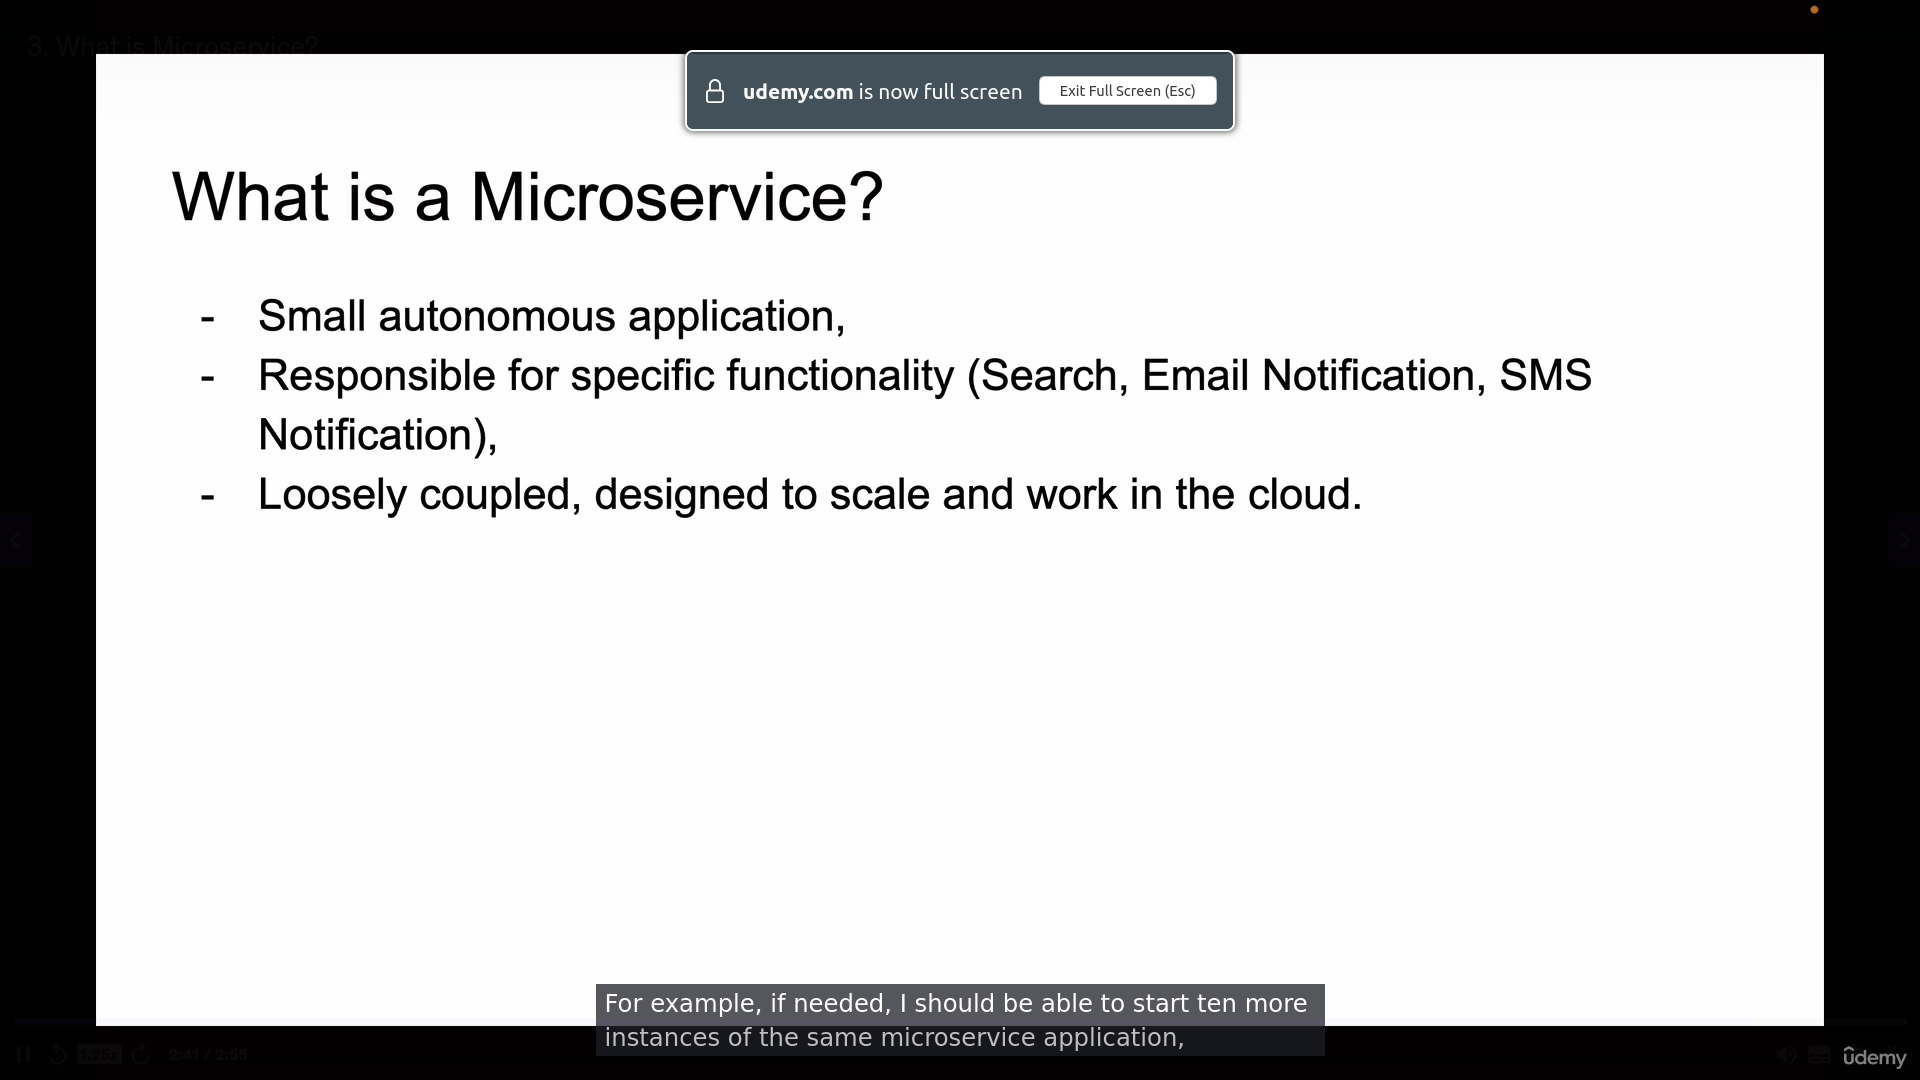 3. What is Microservice?
udemy.com is now full screen
Exit Full Screen (Esc)
What is a Microservice?
- Small autonomous application,
- Responsible for specific functionality (Search, Email Notification, SMS
Notification),
- Loosely coupled, designed to scale and work in the cloud.
For example, if needed, I should be able to start ten more
instances of the same microservice application,
1.25x
2:41 / 2:55
ûdemy